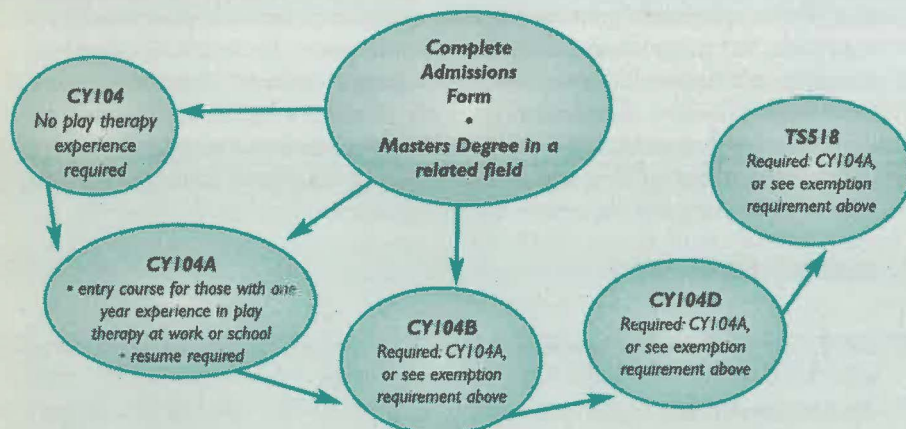 Complete
Admissions
Form
•
Masters Degree in a
related field
CY104
No play therapy
experience
required
CY104A
• entry course for those with one
year experience in play
therapy at work or school
• resume required
CY104B
Required: CY104A,
or see exemption
requirement above
CY104D
Required: CY104A,
or see exemption
requirement above
TS518
Required: CY104A,
or see exemption
requirement above